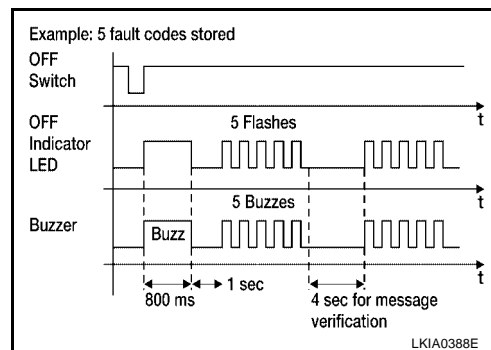 Example: 5 fault codes stored
OFF
Switch
t
OFF
Indicator
LED
5 Flashes
t
5 Buzzes
Buzzer
Buzz
t
1 sec
800 ms
4 sec for message
verification
LKIA0388E